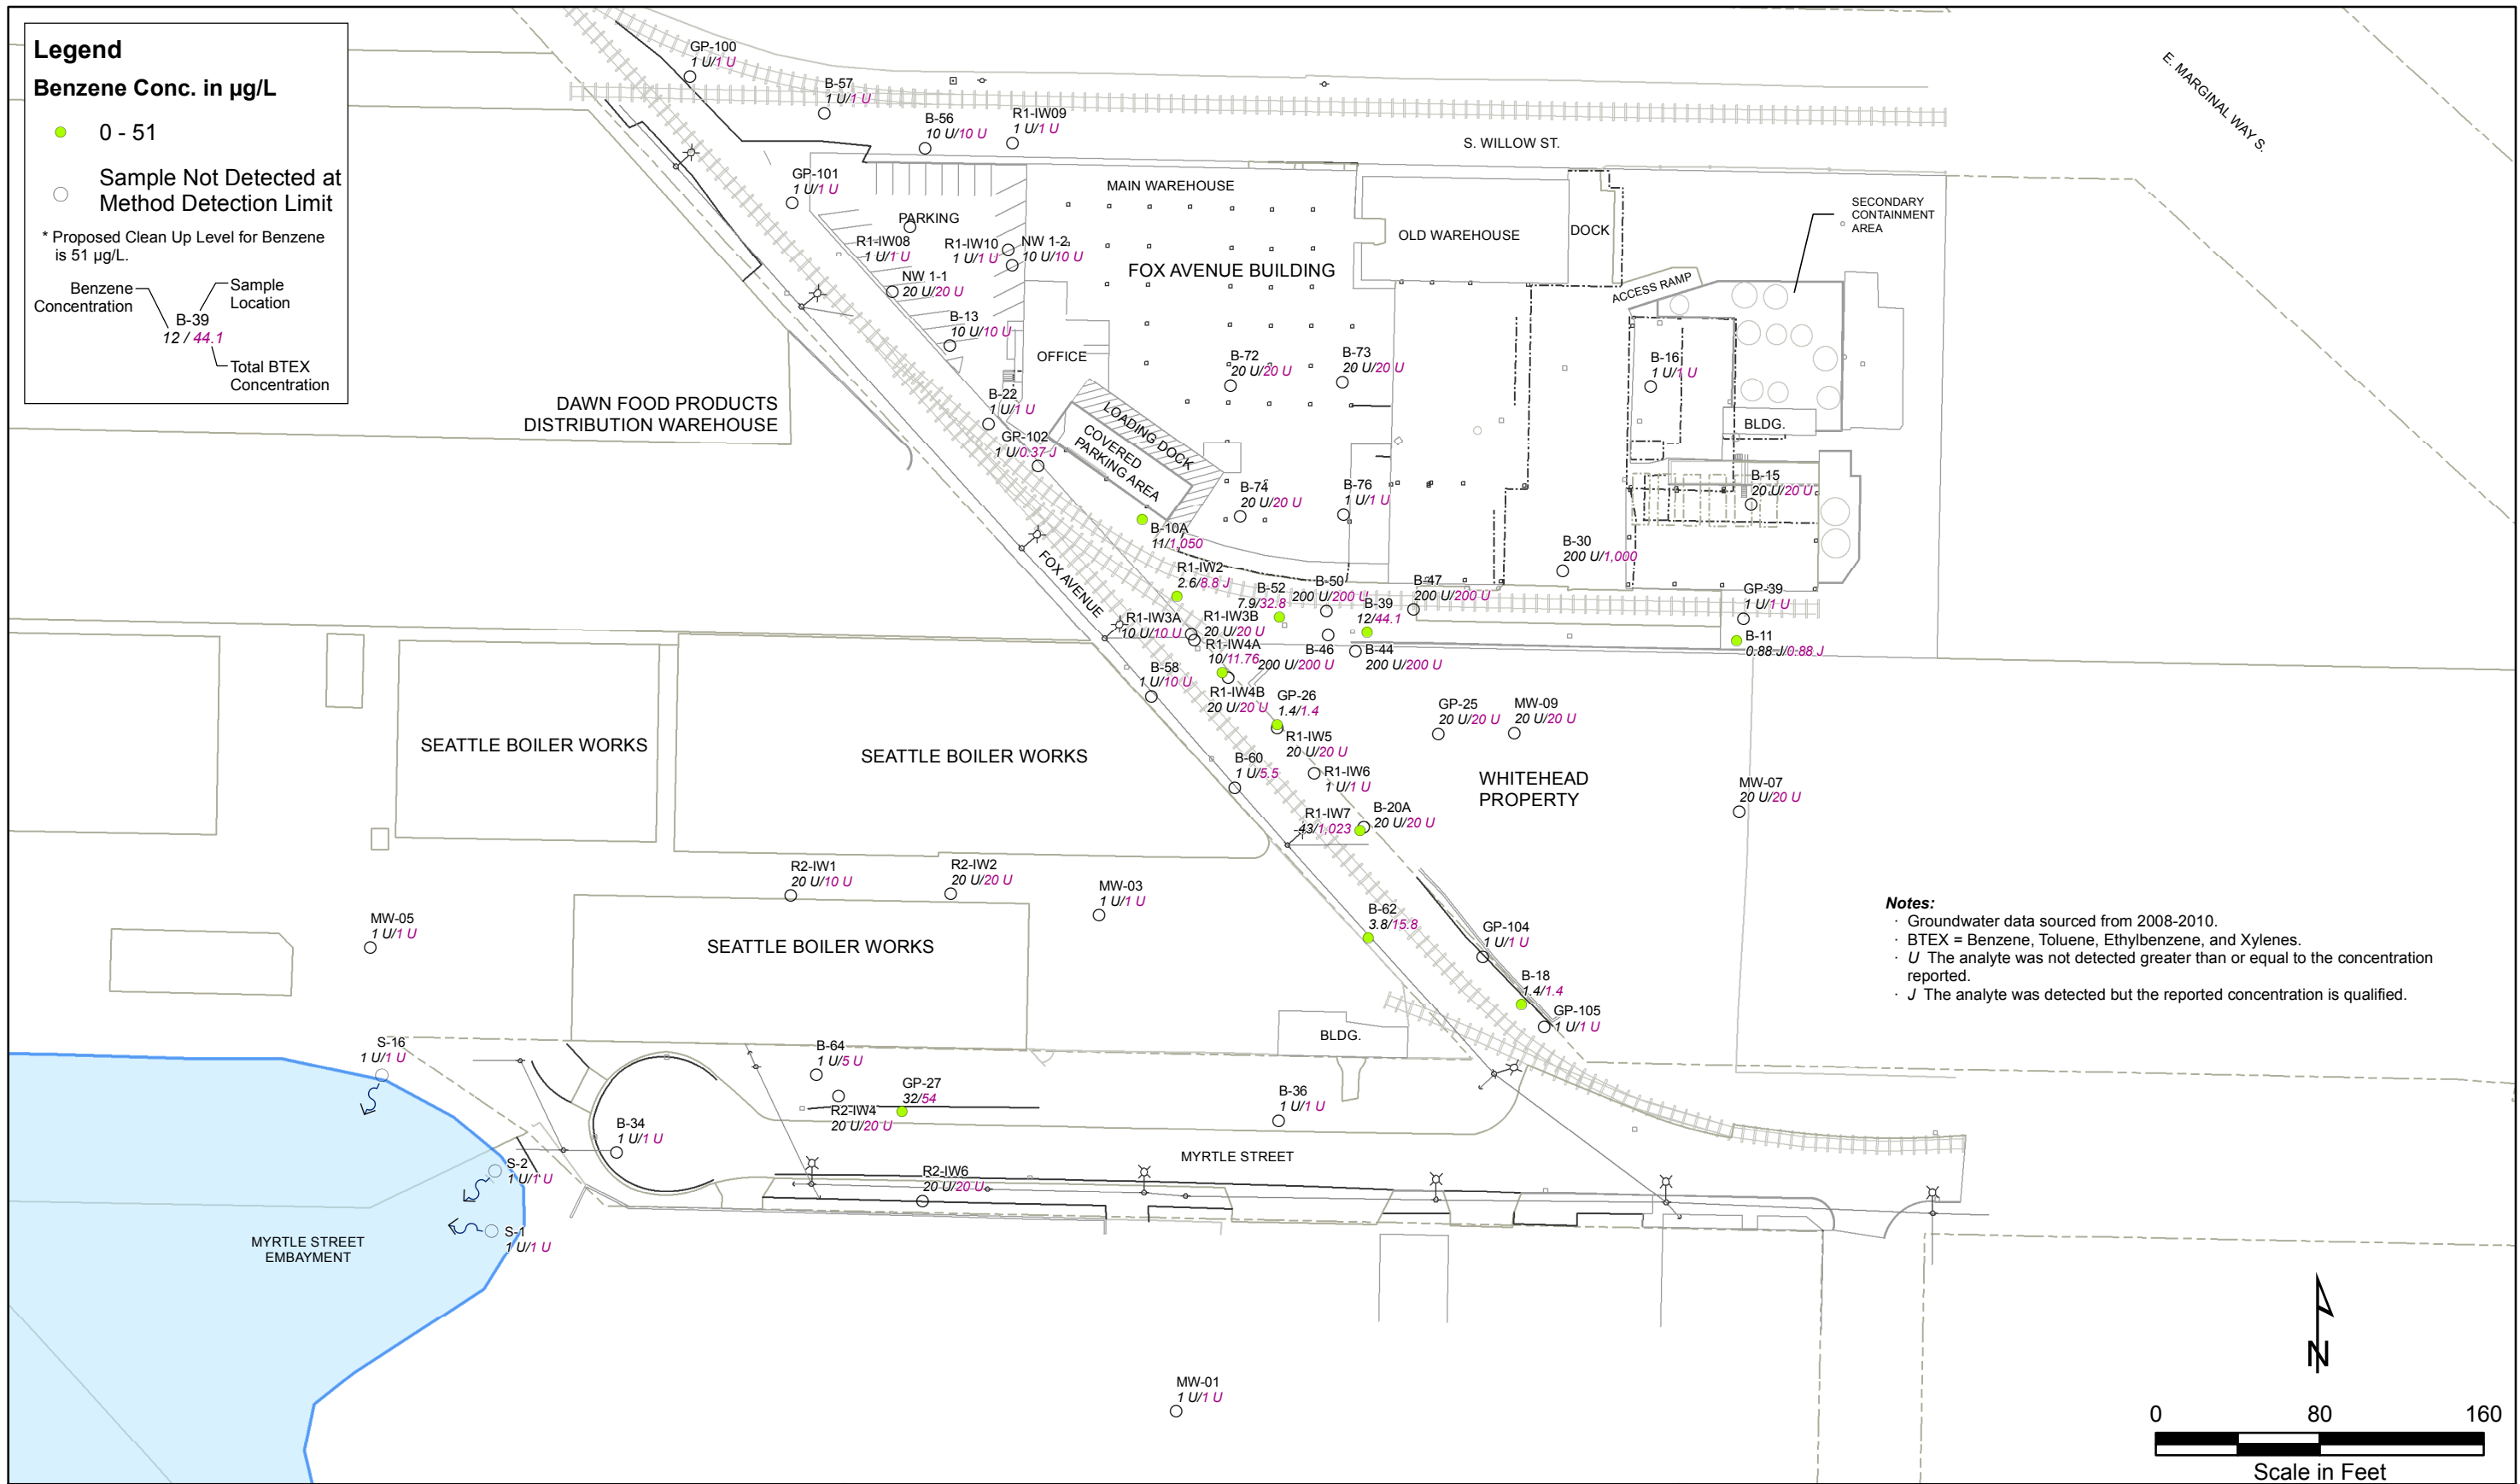 Legend
Benzene Conc. in µg/L
0 - 51
Sample Not Detected at
Method Detection Limit
* Proposed Clean Up Level for Benzene
is 51 µg/L.
Benzene
Concentration
Sample
Location
B-39
12 / 44.1
Total BTEX
Concentration
GP-100
1 U/1 U
B-57
1 U/1 U
B-56
10 U/10 U
R1-IW09
1 U/1 U
S. WILLOW ST.
E. MARGINAL WAY S.
GP-101
1 U/1 U
PARKING
MAIN WAREHOUSE
OLD WAREHOUSE
DOCK
SECONDARY
CONTAINMENT
AREA
R1-IW08
1 U/1 U
R1-IW10
1 U/1 U
NW 1-2
10 U/10 U
FOX AVENUE BUILDING
NW 1-1
20 U/20 U
ACCESS RAMP
B-13
10 U/10 U
OFFICE
B-72
20 U/20 U
B-73
20 U/20 U
B-16
1 U/1 U
DAWN FOOD PRODUCTS
DISTRIBUTION WAREHOUSE
B-22
1 U/1 U
LOADING DOCK
COVERED
PARKING AREA
BLDG.
GP-102
1 U/0.37 J
B-74
20 U/20 U
B-76
1 U/1 U
B-15
20 U/20 U
B-10A
11/1,050
B-30
200 U/1,000
FOX AVENUE
R1-IW2
2.6/8.8 J
B-52
7.9/32.8
B-50
200 U/200 U
B-39
12/44.1
B-47
200 U/200 U
GP-39
1 U/1 U
R1-IW3A
10 U/10 U
R1-IW3B
20 U/20 U
R1-IW4A
10/11.76
B-46
200 U/200 U
B-44
200 U/200 U
B-11
0.88 J/0.88 J
B-58
1 U/10 U
R1-IW4B
20 U/20 U
GP-26
1.4/1.4
GP-25
20 U/20 U
MW-09
20 U/20 U
SEATTLE BOILER WORKS
SEATTLE BOILER WORKS
R1-IW5
20 U/20 U
B-60
1 U/5.5
R1-IW6
1 U/1 U
WHITEHEAD
PROPERTY
MW-07
20 U/20 U
R1-IW7
43/1,023
B-20A
20 U/20 U
R2-IW1
20 U/10 U
R2-IW2
20 U/20 U
MW-03
1 U/1 U
MW-05
1 U/1 U
SEATTLE BOILER WORKS
B-62
3.8/15.8
GP-104
1 U/1 U
B-18
1.4/1.4
GP-105
1 U/1 U
Notes:
· Groundwater data sourced from 2008-2010.
· BTEX = Benzene, Toluene, Ethylbenzene, and Xylenes.
· U The analyte was not detected greater than or equal to the concentration
reported.
· J The analyte was detected but the reported concentration is qualified.
BLDG.
S-16
1 U/1 U
B-64
1 U/5 U
GP-27
32/54
R2-IW4
20 U/20 U
B-36
1 U/1 U
B-34
1 U/1 U
MYRTLE STREET
S-2
1 U/1 U
R2-IW6
20 U/20 U
S-1
1 U/1 U
MYRTLE STREET
EMBAYMENT
MW-01
1 U/1 U
N
0 80 160
Scale in Feet